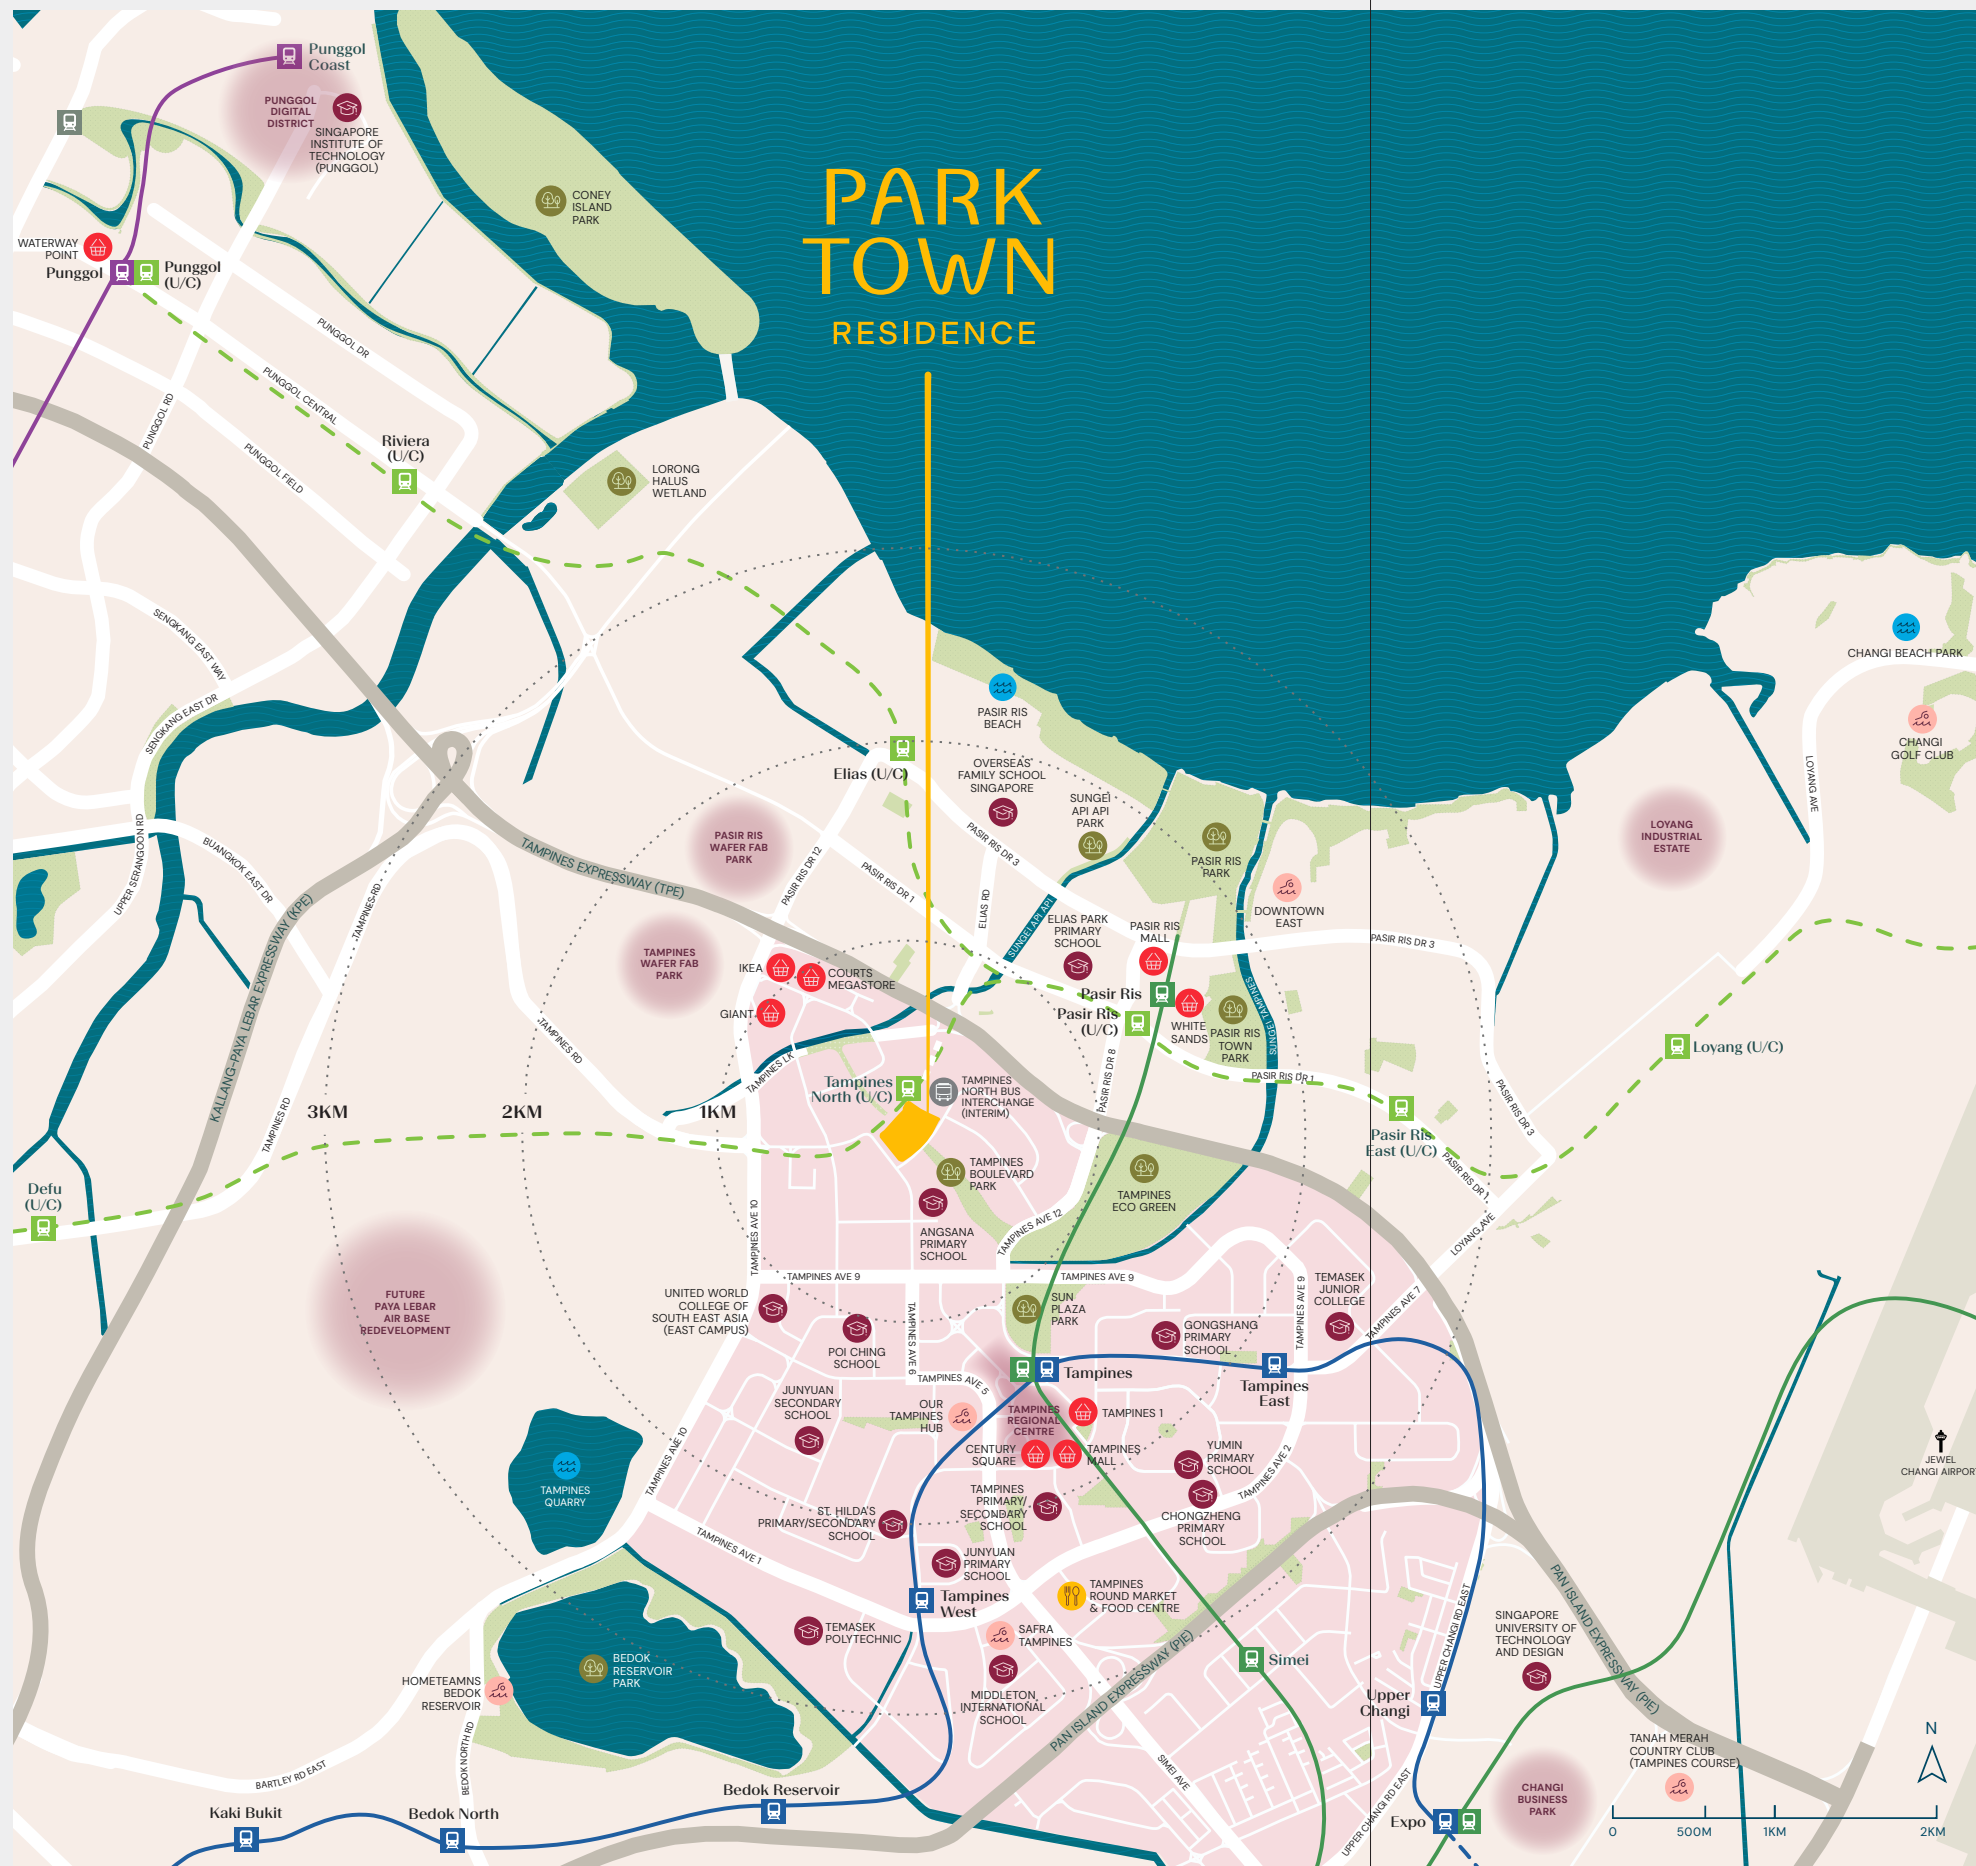 Punggol
Coast
PUNGGOL
DIGITAL
DISTRICT
SINGAPORE
INSTITUTE OF
TECHNOLOGY
(PUNGGOL)
CONEY
ISLAND
PARK
PARK
TOWN
RESIDENCE
WATERWAY
POINT
Punggol
Punggol
(U/C)
PUNGGOL DR
PUNGGOL CENTRAL
PUNGGOL RD
PUNGGOL FIELD
Riviera
(U/C)
LORONG
HALUS
WETLAND
SENGKANG EAST WAY
SENGKANG EAST DR
CHANGI BEACH PARK
CHANGI
GOLF CLUB
LOYANG AVE
PASIR RIS
BEACH
Elias (U/C)
OVERSEAS
FAMILY SCHOOL
SINGAPORE
SUNGEI
API API
PARK
PASIR RIS
WAFER FAB
PARK
TAMPINES EXPRESSWAY (TPE)
PASIR RIS DR 12
PASIR RIS DR 1
PASIR RIS DR 3
ELIAS RD
SUNGEI API API
PASIR RIS
PARK
DOWNTOWN
EAST
LOYANG
INDUSTRIAL
ESTATE
UPPER SERANGOON RD
BUANGKOK EAST DR
KALLANG-PAYA LEBAR EXPRESSWAY (KPE)
TAMPINES RD
TAMPINES
WAFER FAB
PARK
IKEA
COURTS
MEGASTORE
GIANT
ELIAS PARK
PRIMARY
SCHOOL
PASIR RIS
MALL
PASIR RIS DR 3
Pasir Ris
Pasir Ris
(U/C)
WHITE
SANDS
PASIR RIS
TOWN
PARK
SUNGEI TAMPINES
Loyang (U/C)
TAMPINES RD
TAMPINES LK
PASIR RIS DR 8
PASIR RIS DR 1
PASIR RIS DR 3
Tampines
North (U/C)
TAMPINES
NORTH BUS
INTERCHANGE
(INTERIM)
3KM
2KM
1KM
TAMPINES RD
Pasir Ris
East (U/C)
PASIR RIS DR 1
LOYANG AVE
Defu
(U/C)
TAMPINES
BOULEVARD
PARK
TAMPINES
ECO GREEN
ANGSANA
PRIMARY
SCHOOL
TAMPINES AVE 12
TAMPINES AVE 10
TAMPINES AVE 9
TAMPINES AVE 9
TAMPINES AVE 9
FUTURE
PAYA LEBAR
AIR BASE
REDEVELOPMENT
UNITED WORLD
COLLEGE OF
SOUTH EAST ASIA
(EAST CAMPUS)
POI CHING
SCHOOL
TAMPINES AVE 6
SUN
PLAZA
PARK
GONGSHANG
PRIMARY
SCHOOL
TEMASEK
JUNIOR
COLLEGE
TAMPINES AVE 7
Tampines
Tampines
East
TAMPINES AVE 5
JUNYUAN
SECONDARY
SCHOOL
OUR
TAMPINES
HUB
TAMPINES
REGIONAL
CENTRE
TAMPINES 1
CENTURY
SQUARE
TAMPINES
MALL
YUMIN
PRIMARY
SCHOOL
TAMPINES AVE 2
CHONGZHENG
PRIMARY
SCHOOL
TAMPINES AVE 10
TAMPINES
QUARRY
TAMPINES
PRIMARY/
SECONDARY
SCHOOL
ST. HILDA'S
PRIMARY/SECONDARY
SCHOOL
TAMPINES AVE 1
JUNYUAN
PRIMARY
SCHOOL
Tampines
West
TAMPINES
ROUND MARKET
& FOOD CENTRE
TEMASEK
POLYTECHNIC
SAFRA
TAMPINES
MIDDLETON
INTERNATIONAL
SCHOOL
PAN ISLAND EXPRESSWAY (PIE)
Simei
SIMEI AVE
UPPER CHANGI RD EAST
Upper
Changi
SINGAPORE
UNIVERSITY OF
TECHNOLOGY
AND DESIGN
PAN ISLAND EXPRESSWAY (PIE)
JEWEL
CHANGI AIRPORT
BEDOK
RESERVOIR
PARK
HOMETEAMNS
BEDOK
RESERVOIR
BEDOK NORTH RD
BARTLEY RD EAST
Kaki Bukit
Bedok North
Bedok Reservoir
UPPER CHANGI RD EAST
Expo
CHANGI
BUSINESS
PARK
TANAH MERAH
COUNTRY CLUB
(TAMPINES COURSE)
N
0
500M
1KM
2KM